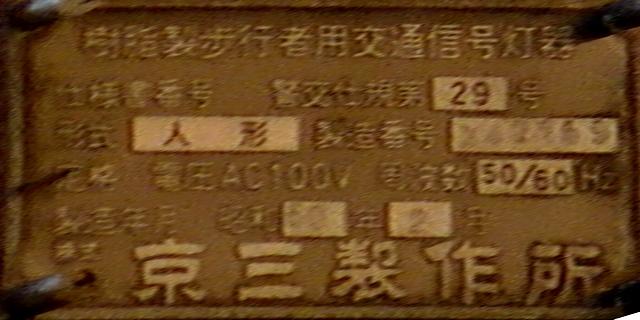 樹脂製歩行者用交通信号灯器
仕様書番号 警交仕規第 29 号
形式 人形 製造番号
定格 電圧AC100V 周波数 50/60 Hz
製造年月 昭和 年 月
京三製作所